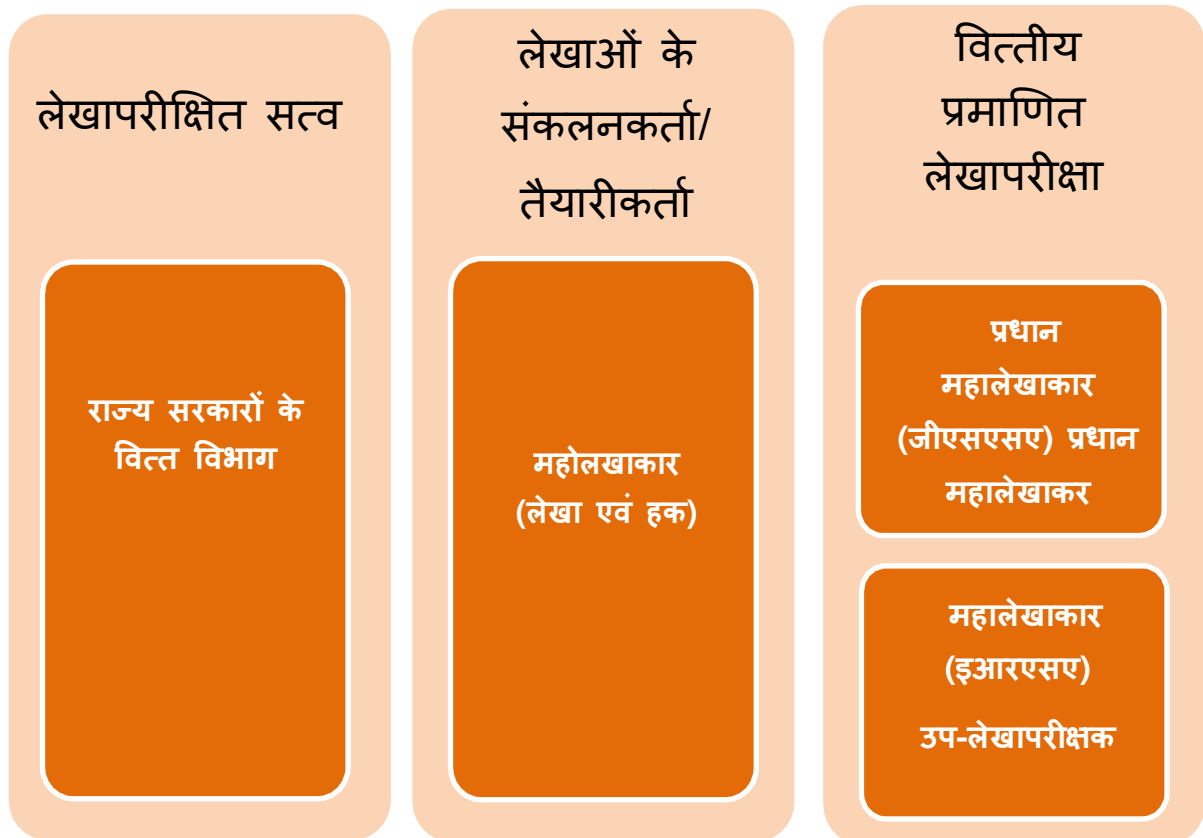 लेखापरीक्षित सत्व
राज्य सरकारों के
वित्त विभाग
लेखाओं के
संकलनकर्ता/
तैयारीकर्ता
महोलखाकार
(लेखा एवं हक)
वित्तीय
प्रमाणित
लेखापरीक्षा
प्रधान
महालेखाकार
(जीएसएसए) प्रधान
महालेखाकर
महालेखाकार
(इआरएसए)
उप-लेखापरीक्षक